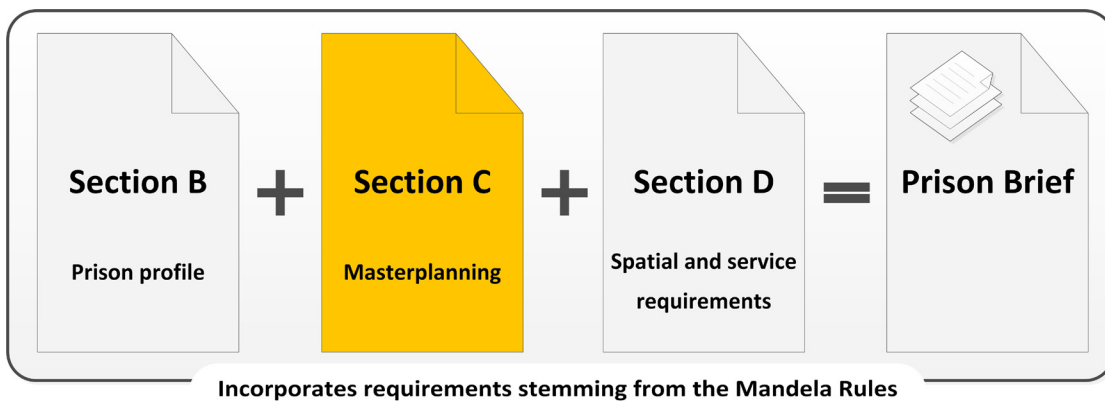 Section B
Prison profile
+
Section C
Masterplanning
+
Section D
Spatial and service
requirements
=
Prison Brief
Incorporates requirements stemming from the Mandela Rules